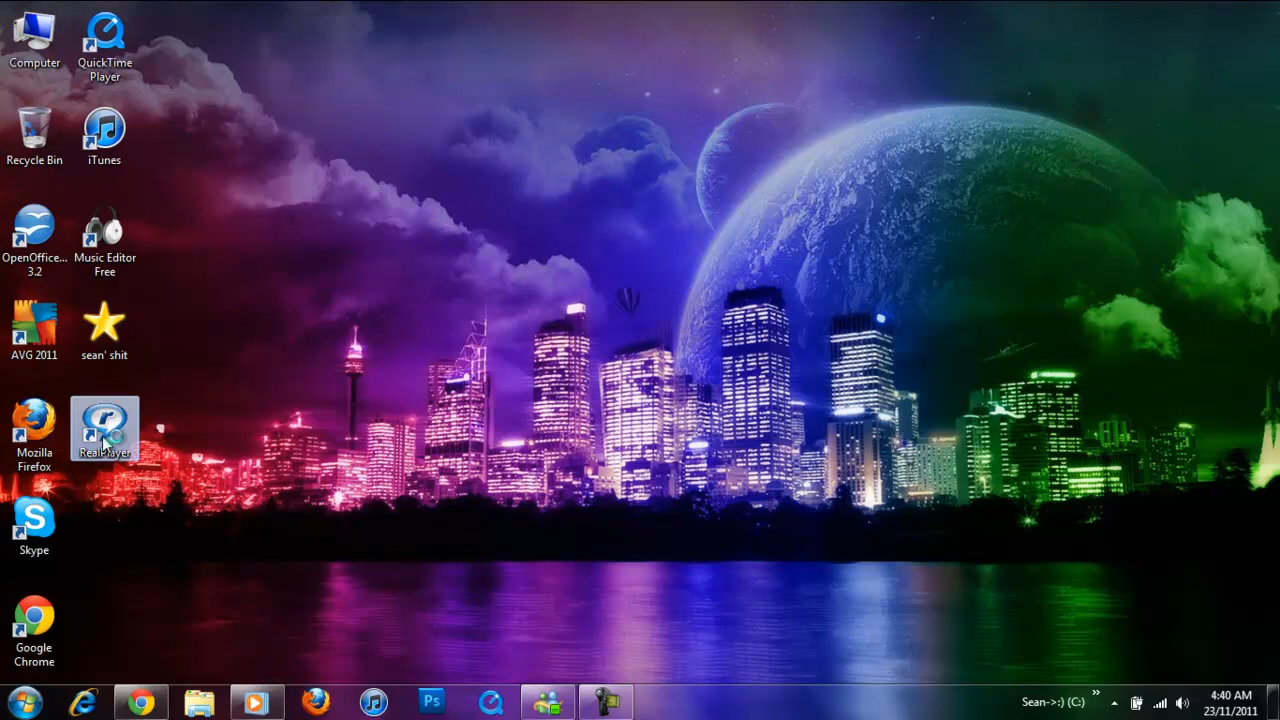 Computer
QuickTime
Player
Recycle Bin
iTunes
OpenOffice...
3.2
Music Editor
Free
AVG 2011
sean' shit
Mozilla
Firefox
RealPlayer
Skype
Google
Chrome
Ps
Sean->:) (C:)
4:40 AM
23/11/2011